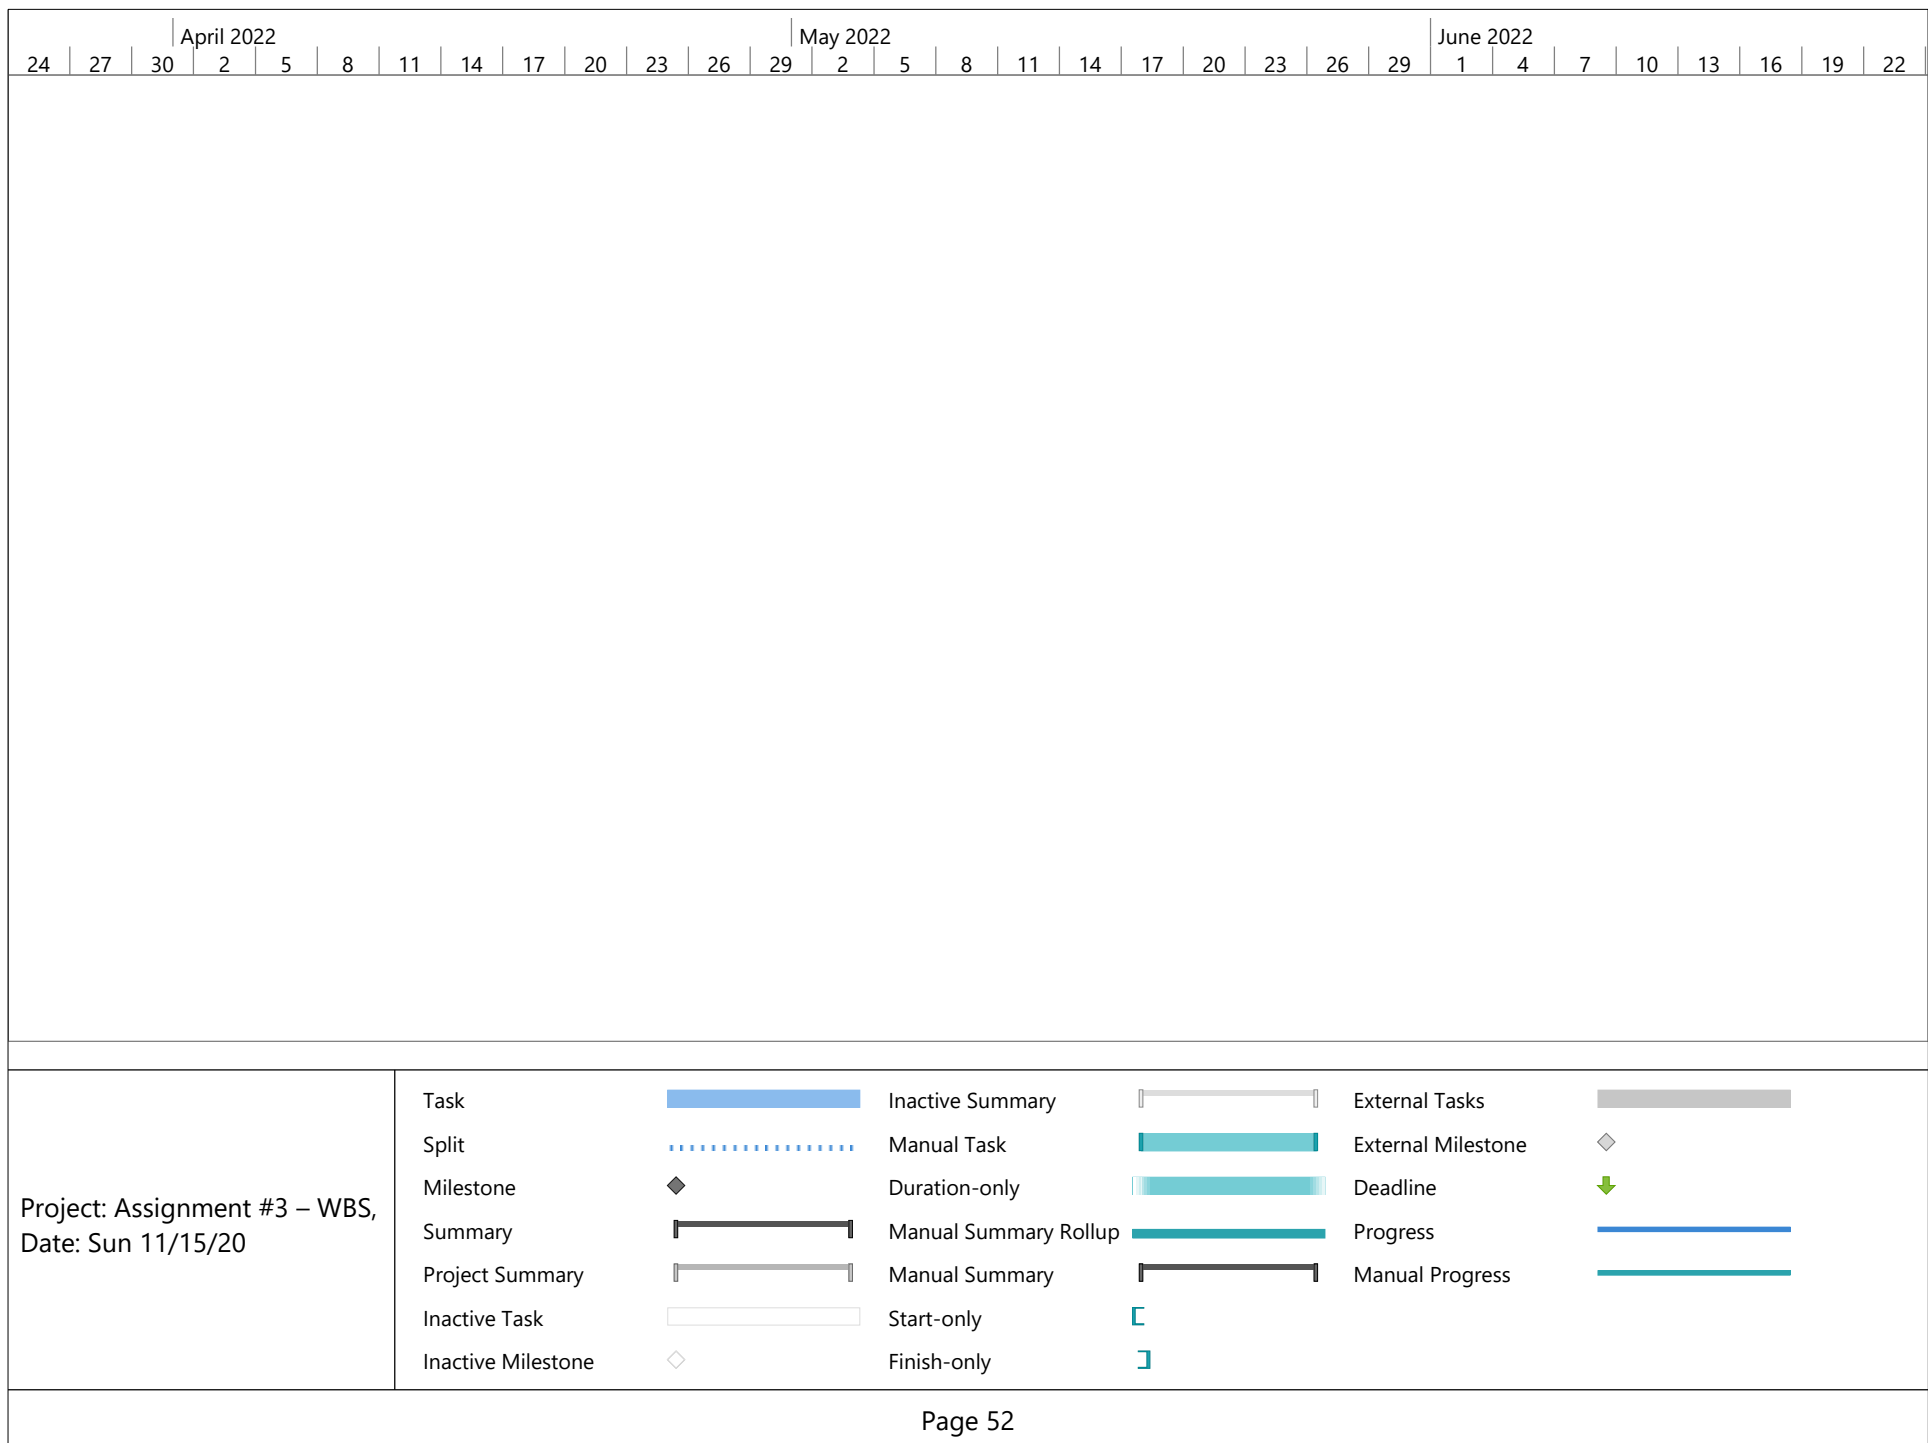 April 2022 May 2022 June 2022
24 27 30 2 5 8 11 14 17 20 23 26 29 2 5 8 11 14 17 20 23 26 29 1 4 7 10 13 16 19 22
Project: Assignment #3 – WBS,
Date: Sun 11/15/20
Task
Split
Milestone
Summary
Project Summary
Inactive Task
Inactive Milestone
Inactive Summary
Manual Task
Duration-only
Manual Summary Rollup
Manual Summary
Start-only
Finish-only
External Tasks
External Milestone
Deadline
Progress
Manual Progress
Page 52